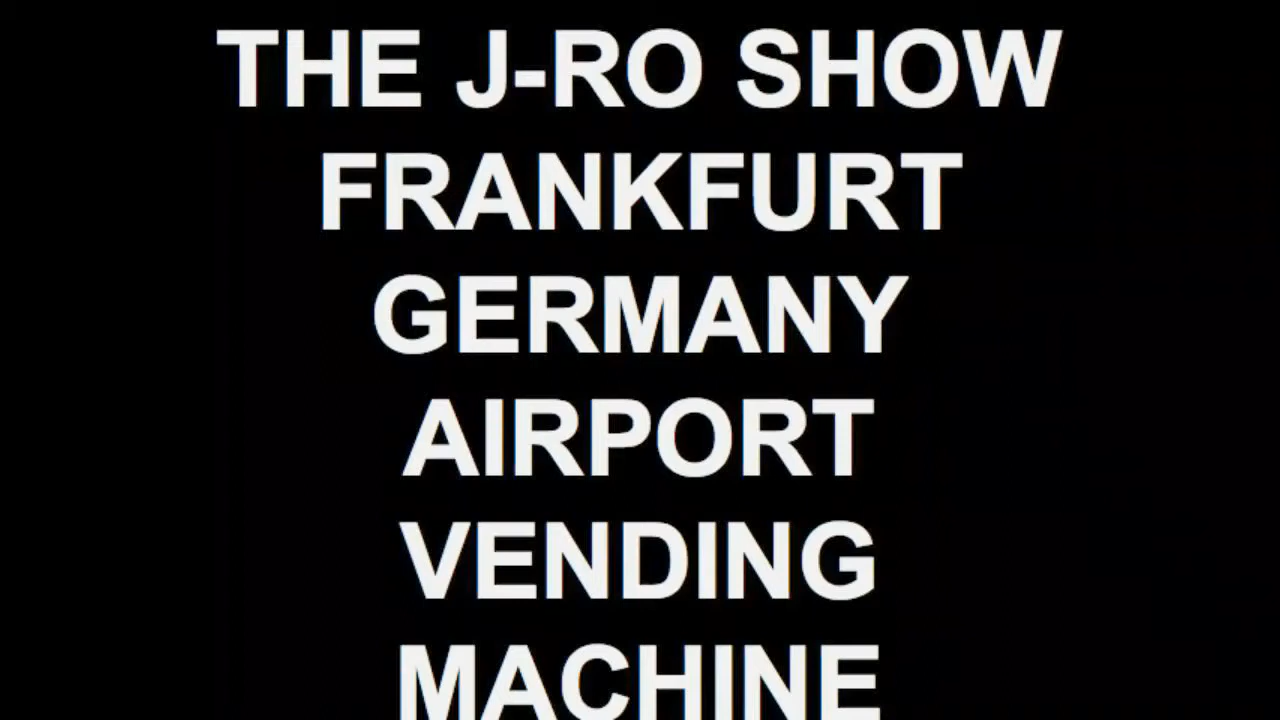 THE J-RO SHOW
FRANKFURT
GERMANY
AIRPORT
VENDING
MACHINE